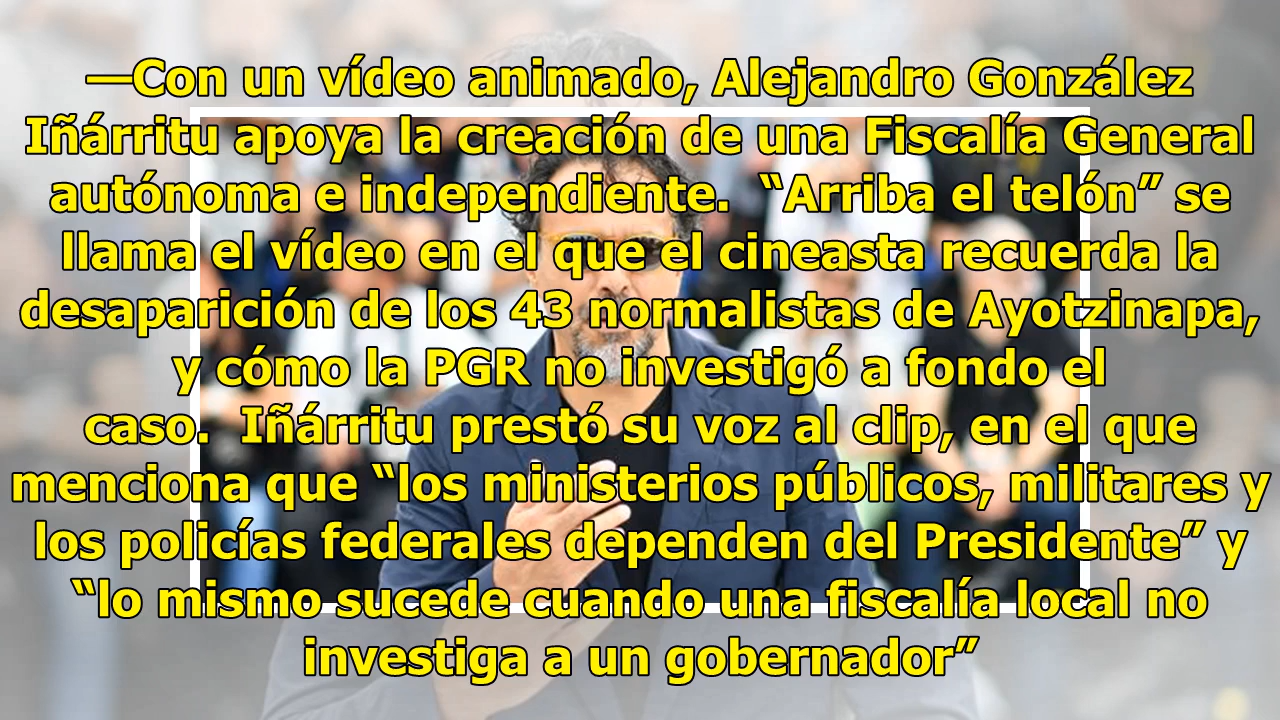 —Con un vídeo animado, Alejandro González
Iñárritu apoya la creación de una Fiscalía General
autónoma e independiente.  “Arriba el telón” se
llama el vídeo en el que el cineasta recuerda la
desaparición de los 43 normalistas de Ayotzinapa,
y cómo la PGR no investigó a fondo el
caso.  Iñárritu prestó su voz al clip, en el que
menciona que “los ministerios públicos, militares y
los policías federales dependen del Presidente” y
“lo mismo sucede cuando una fiscalía local no
investiga a un gobernador”